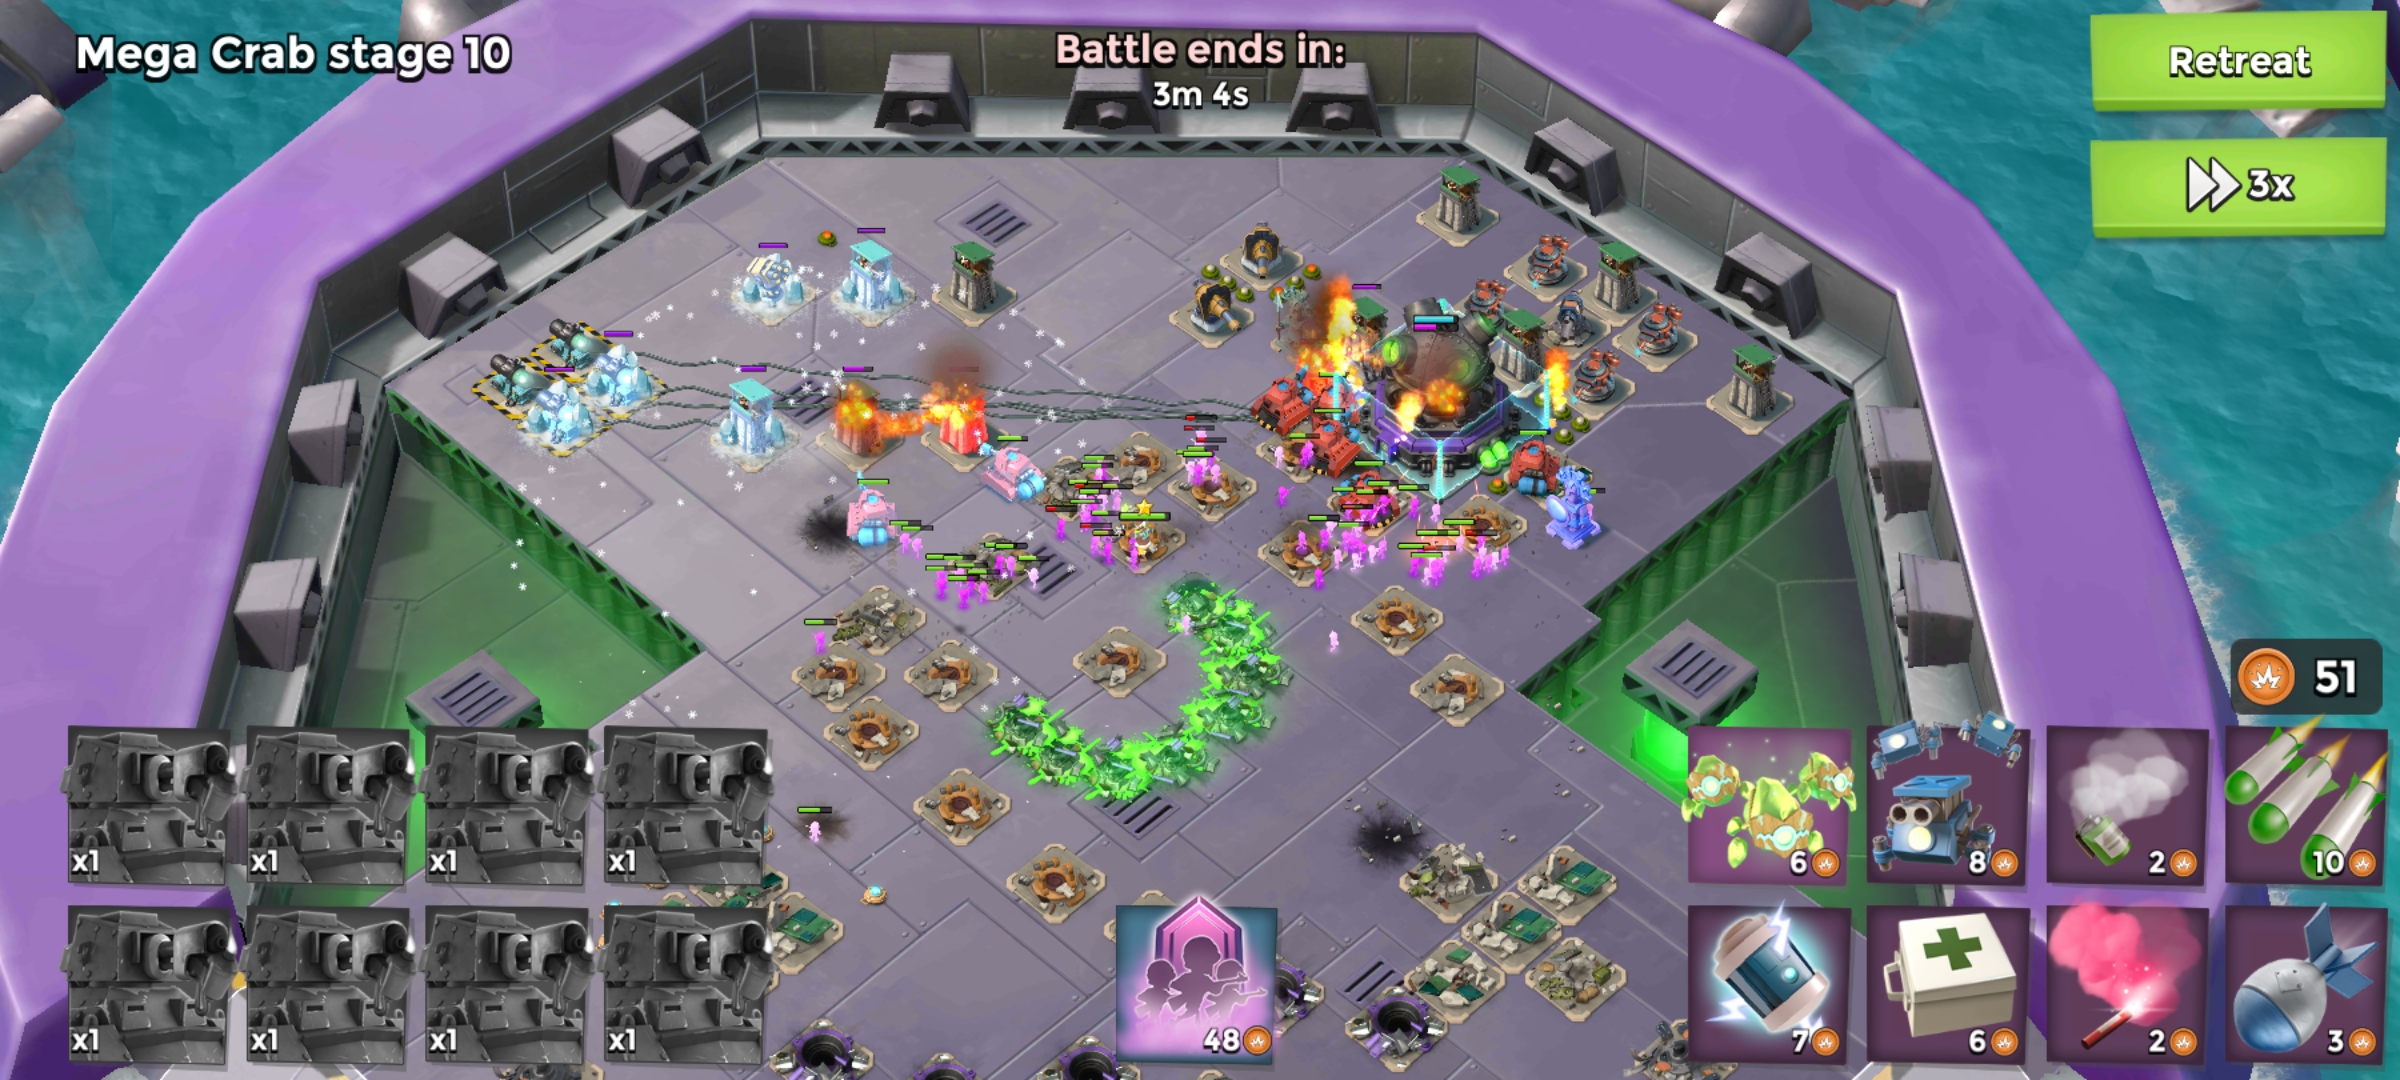 Mega Crab stage 10
Battle ends in:
3m 4s
Retreat
3x
51
x1
x1
x1
x1
6
8
2
10
x1
x1
x1
x1
48
7
6
2
3